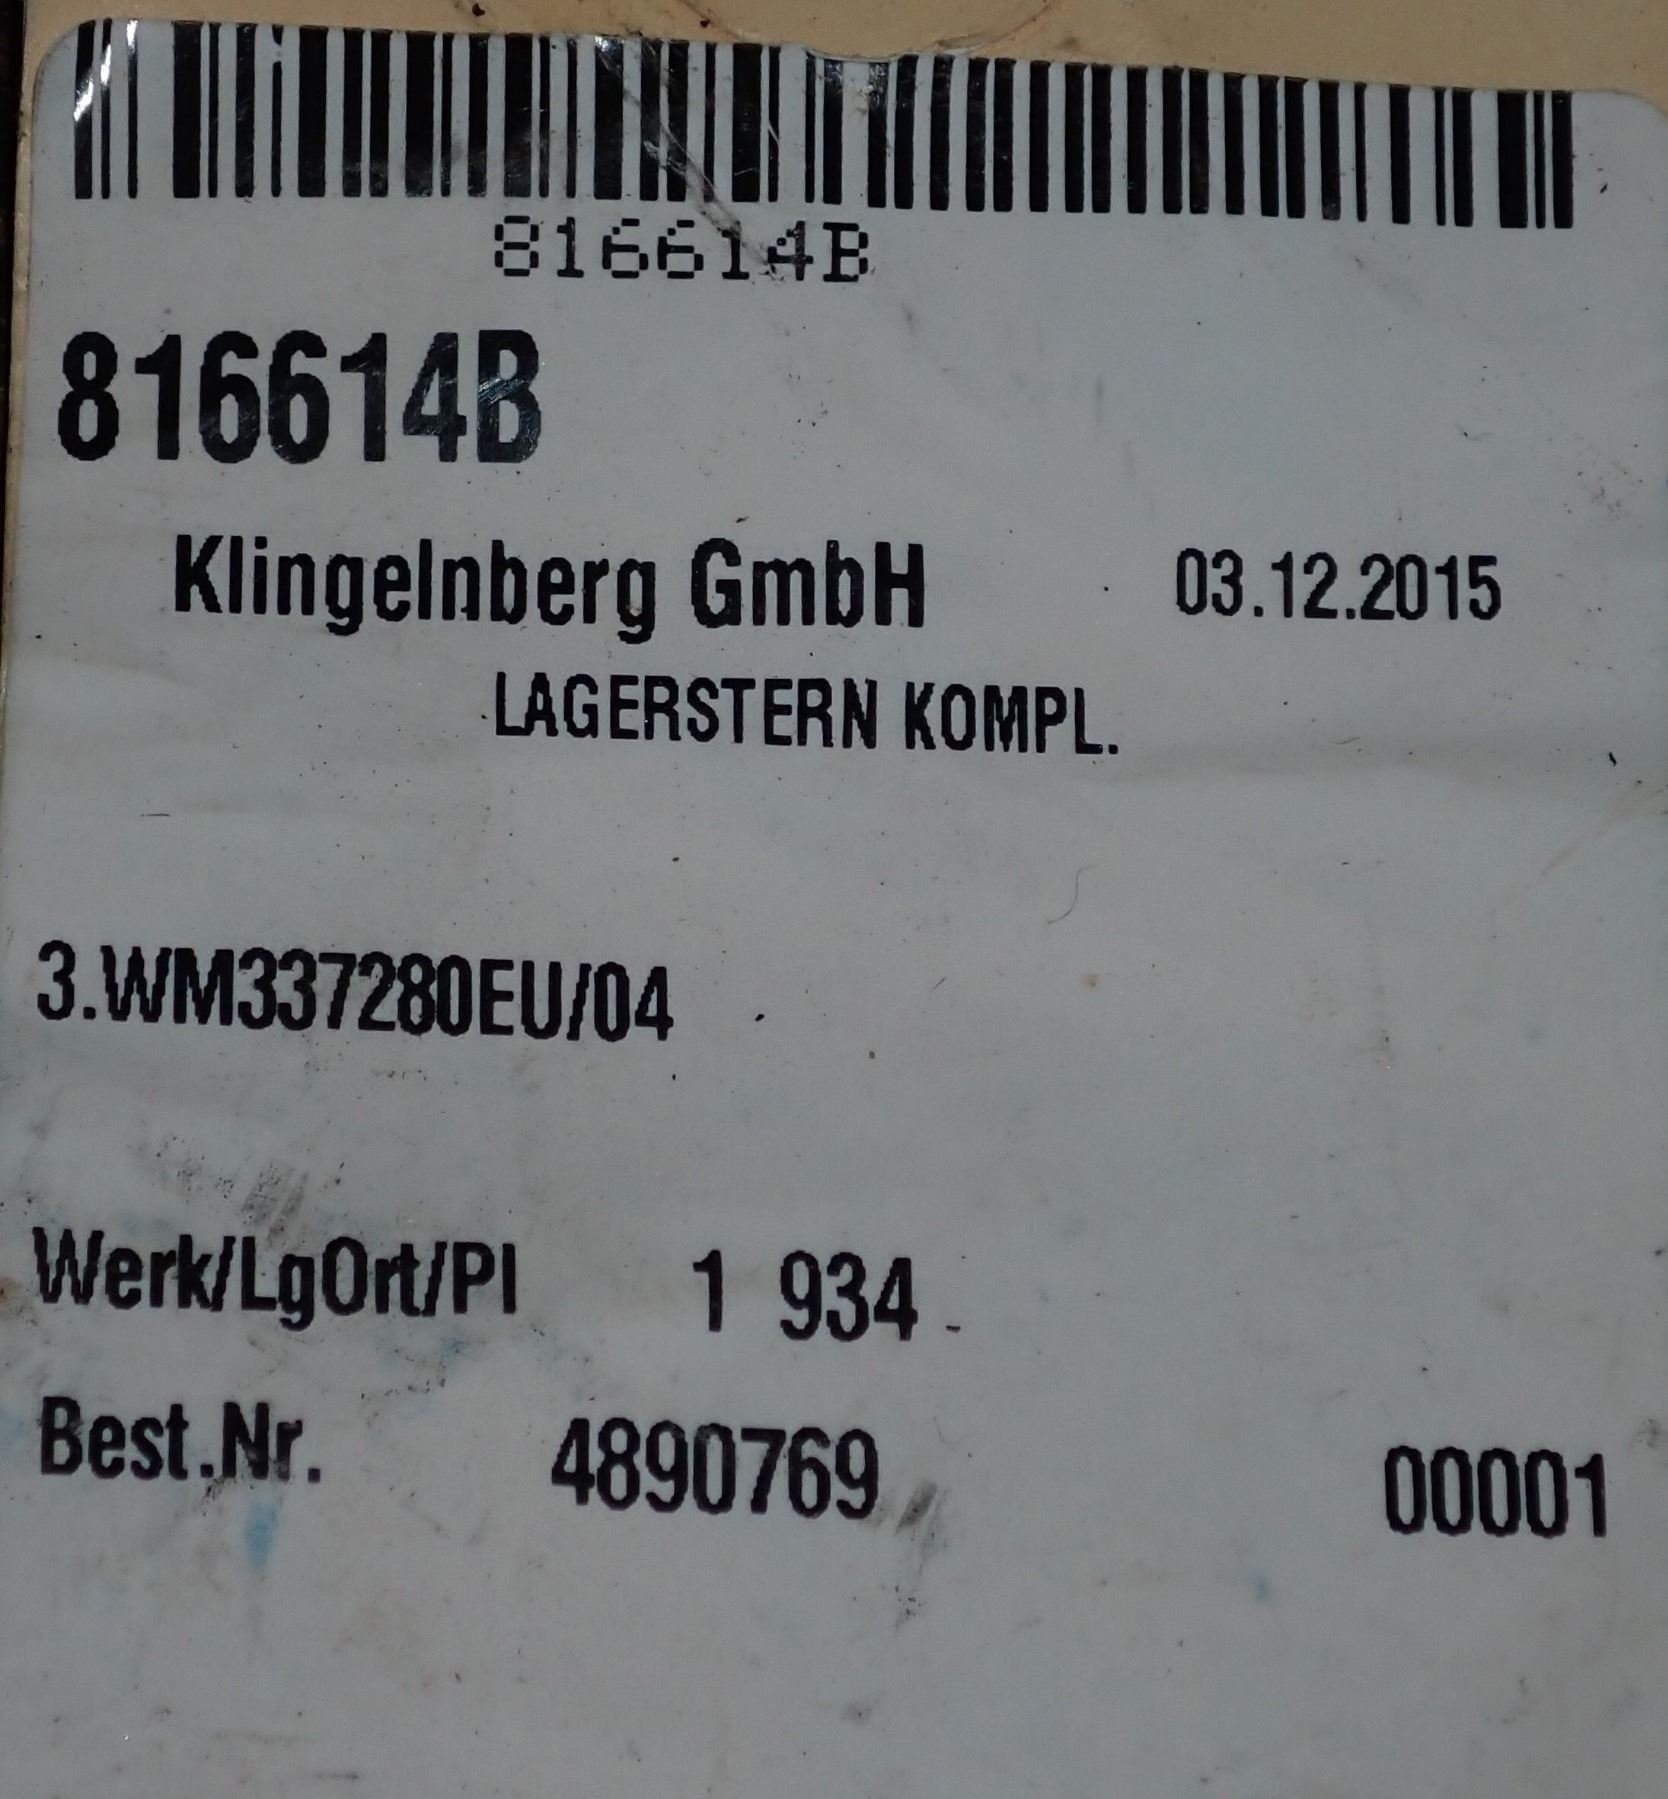 816614B
816614B
Klingelnberg GmbH 03.12.2015
LAGERSTERN KOMPL.
3.WM337280EU/04
Werk/LgOrt/Pl 1 934
Best.Nr. 4890769 00001